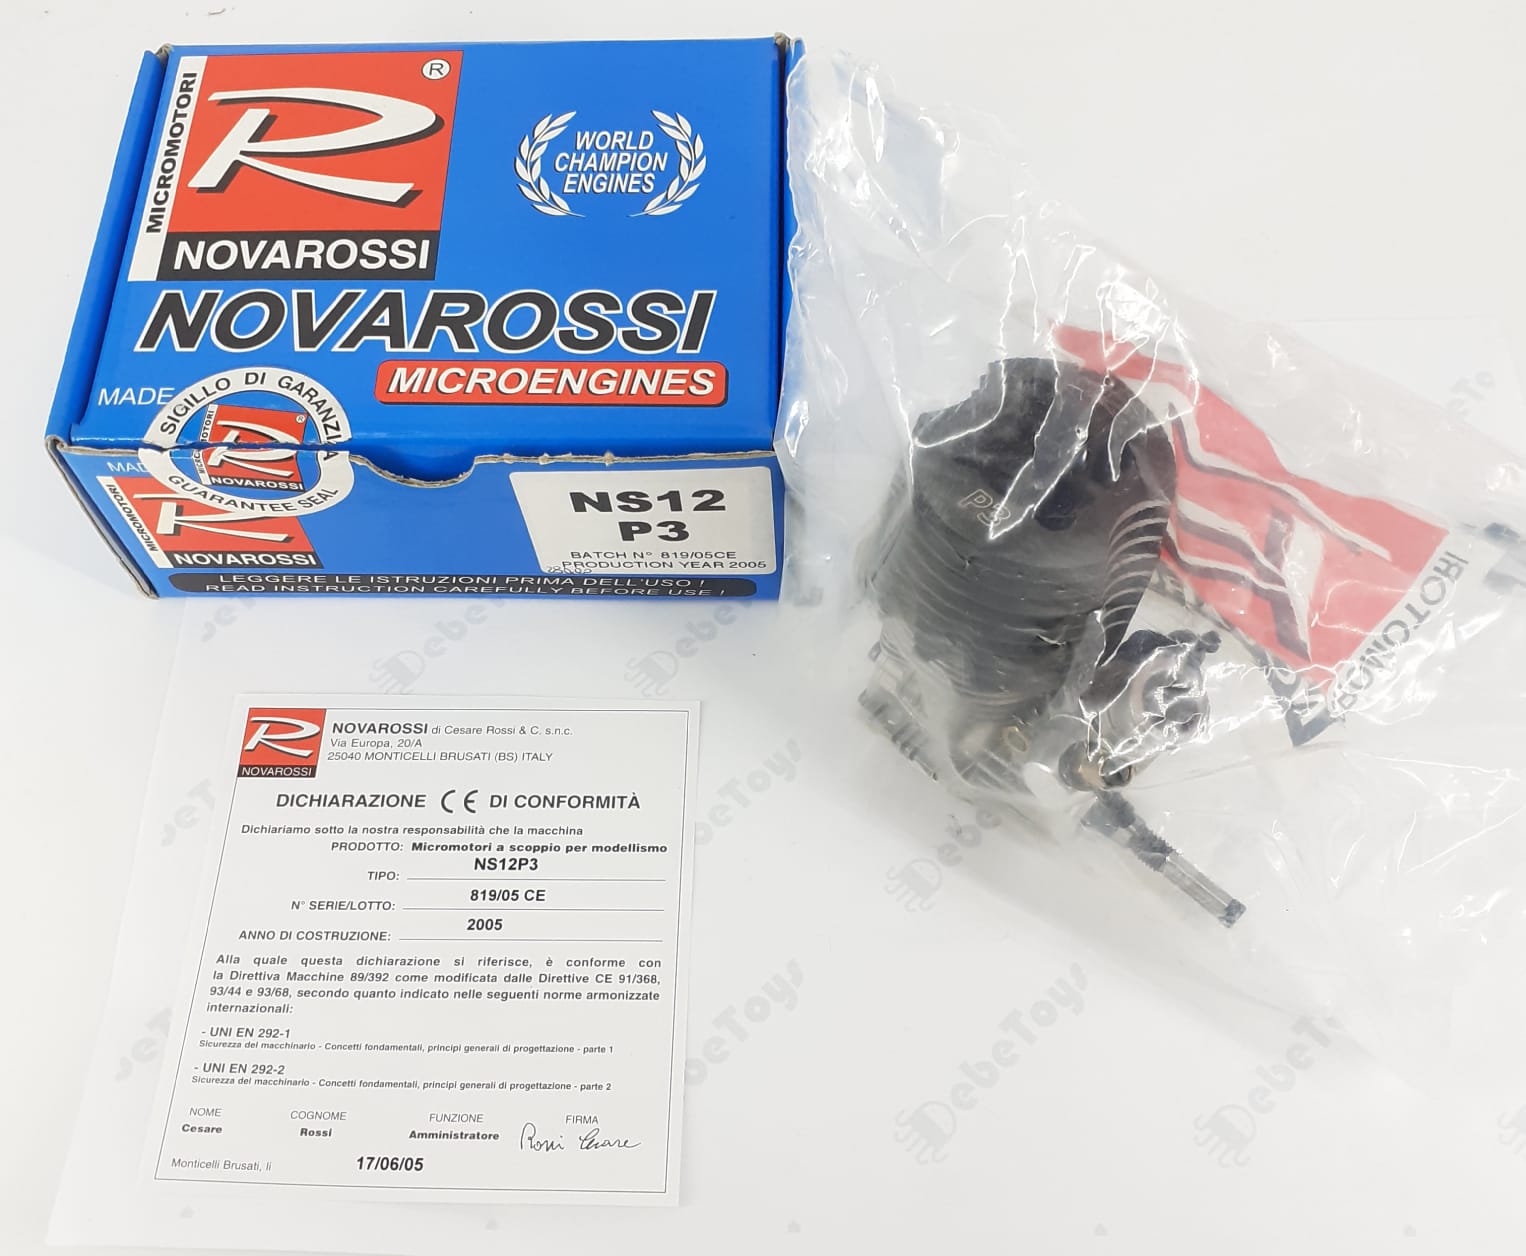 MICROMOTORI
R
®
NOVAROSSI
WORLD
CHAMPION
ENGINES
NOVAROSSI
MICROENGINES
MADE
SIGILLO DI GARANZIA
MICROMOTORI
R
®
NOVAROSSI
GUARANTEE SEAL
MICROMOTORI
NOVAROSSI
NS12
P3
BATCH N° 819/05CE
PRODUCTION YEAR 2005
LEGGERE LE ISTRUZIONI PRIMA DELL'USO !
READ INSTRUCTION CAREFULLY BEFORE USE !
P3
R
NOVAROSSI
NOVAROSSI di Cesare Rossi & C. s.n.c.
Via Europa, 20/A
25040 MONTICELLI BRUSATI (BS) ITALY
DICHIARAZIONE CE DI CONFORMITÀ
Dichiariamo sotto la nostra responsabilità che la macchina
PRODOTTO: Micromotori a scoppio per modellismo
TIPO: NS12P3
N° SERIE/LOTTO: 819/05 CE
ANNO DI COSTRUZIONE: 2005
Alla quale questa dichiarazione si riferisce, è conforme con
la Direttiva Macchine 89/392 come modificata dalle Direttive CE 91/368,
93/44 e 93/68, secondo quanto indicato nelle seguenti norme armonizzate
internazionali:
- UNI EN 292-1
Sicurezza del macchinario - Concetti fondamentali, principi generali di progettazione - parte 1
- UNI EN 292-2
Sicurezza del macchinario - Concetti fondamentali, principi generali di progettazione - parte 2
NOME COGNOME FUNZIONE FIRMA
Cesare Rossi Amministratore Rossi Cesare
Monticelli Brusati, li 17/06/05
DebeToys
DebeToys
DebeToys
DebeToys
DebeToys